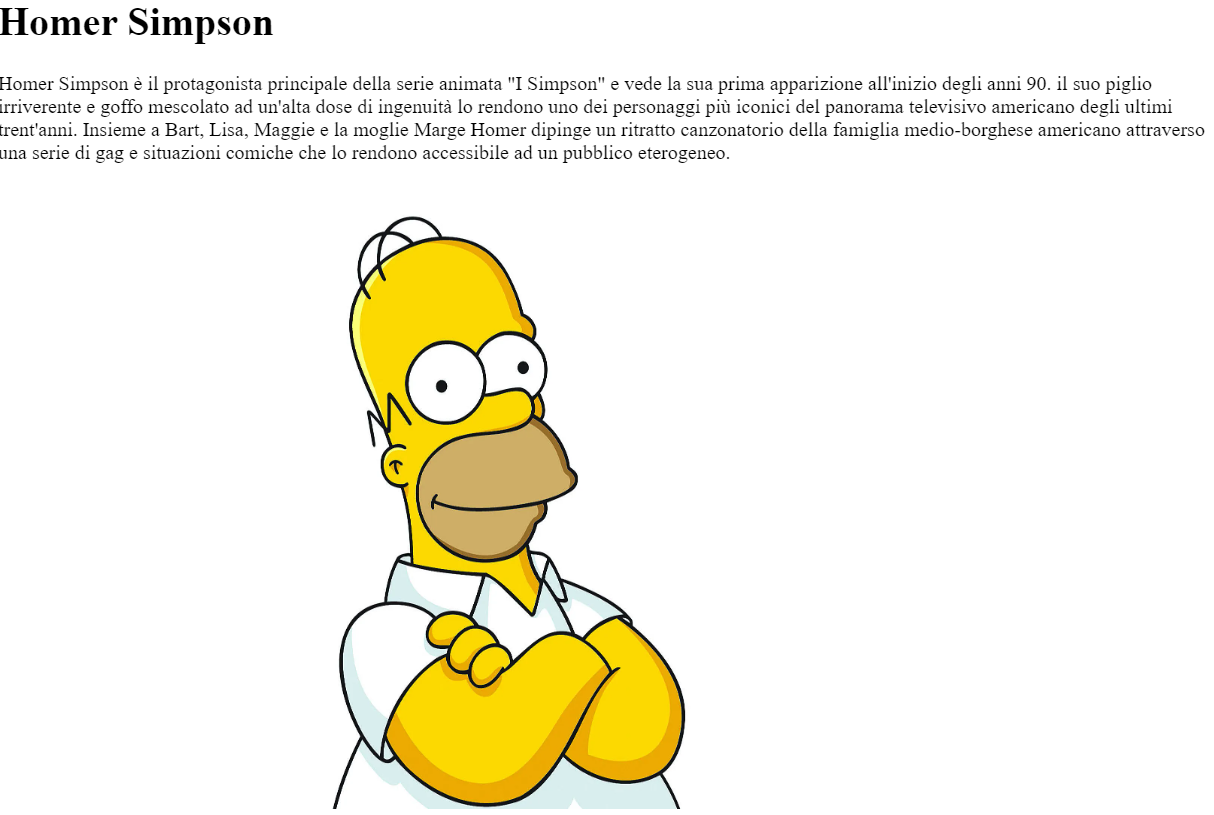 Homer Simpson
Homer Simpson è il protagonista principale della serie animata "I Simpson" e vede la sua prima apparizione all'inizio degli anni 90. il suo piglio
irriverente e goffo mescolato ad un'alta dose di ingenuità lo rendono uno dei personaggi più iconici del panorama televisivo americano degli ultimi
trent'anni. Insieme a Bart, Lisa, Maggie e la moglie Marge Homer dipinge un ritratto canzonatorio della famiglia medio-borghese americano attraverso
una serie di gag e situazioni comiche che lo rendono accessibile ad un pubblico eterogeneo.